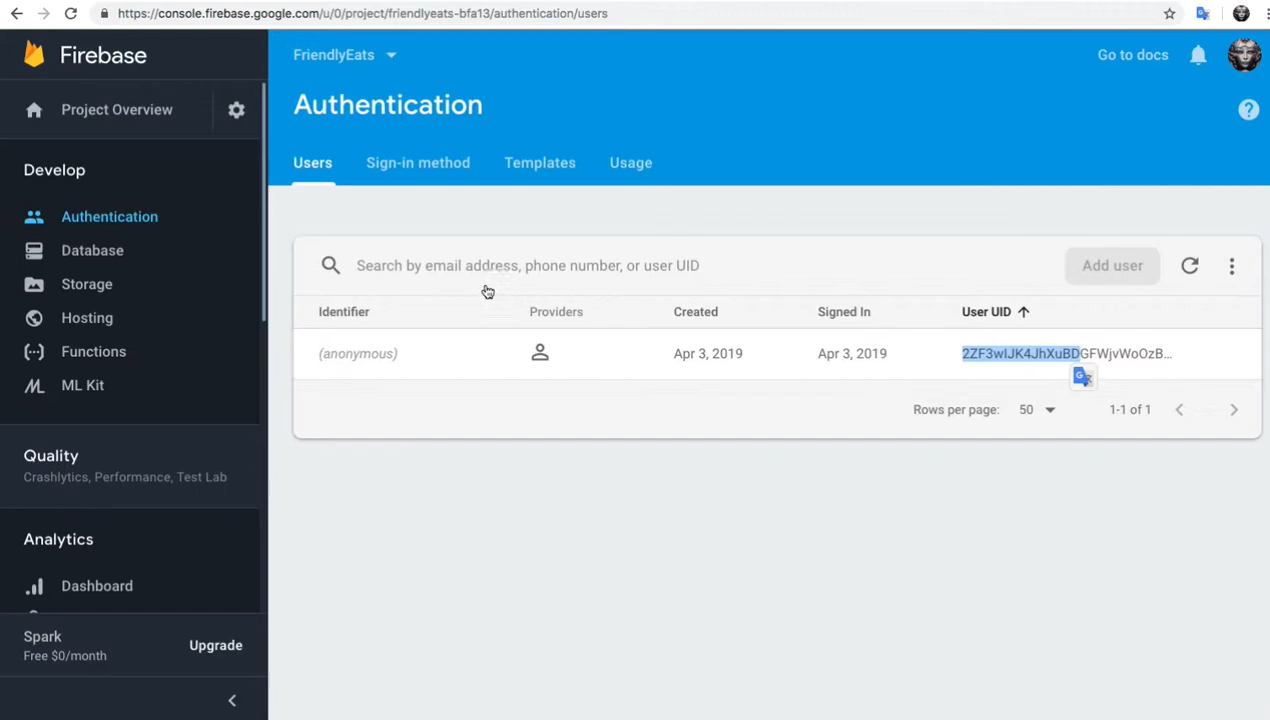 https://console.firebase.google.com/u/0/project/friendlyeats-bfa13/authentication/users
Firebase
FriendlyEats
Go to docs
Project Overview
Authentication
Users
Sign-in method
Templates
Usage
Develop
Authentication
Database
Storage
Hosting
Functions
ML Kit
Search by email address, phone number, or user UID
Add user
Identifier
Providers
Created
Signed In
User UID
(anonymous)
Apr 3, 2019
Apr 3, 2019
2ZF3wIJK4JhXuBDGFWjvWoOzB...
Rows per page:
50
1-1 of 1
Quality
Crashlytics, Performance, Test Lab
Analytics
Dashboard
Spark
Free $0/month
Upgrade